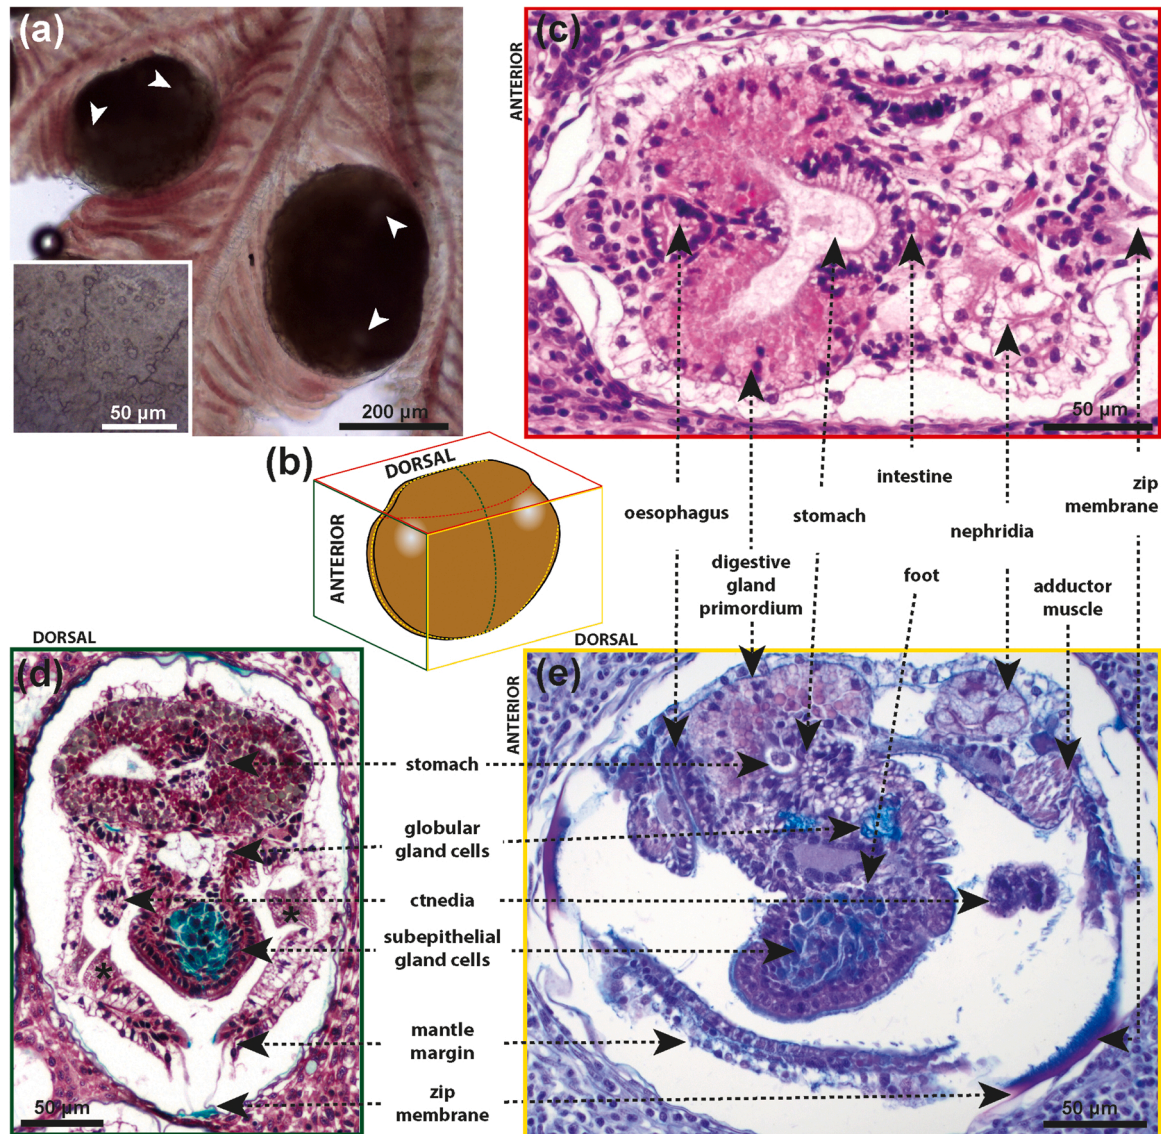 (a)
50 µm
200 µm
(b)
DORSAL
ANTERIOR
ANTERIOR
(c)
50 µm
oesophagus
digestive
gland
primordium
stomach
intestine
foot
nephridia
adductor
muscle
zip
membrane
DORSAL
(d)
50 µm
stomach
globular
gland cells
ctnedia
subepithelial
gland cells
mantle
margin
zip
membrane
*
*
DORSAL
ANTERIOR
(e)
50 µm